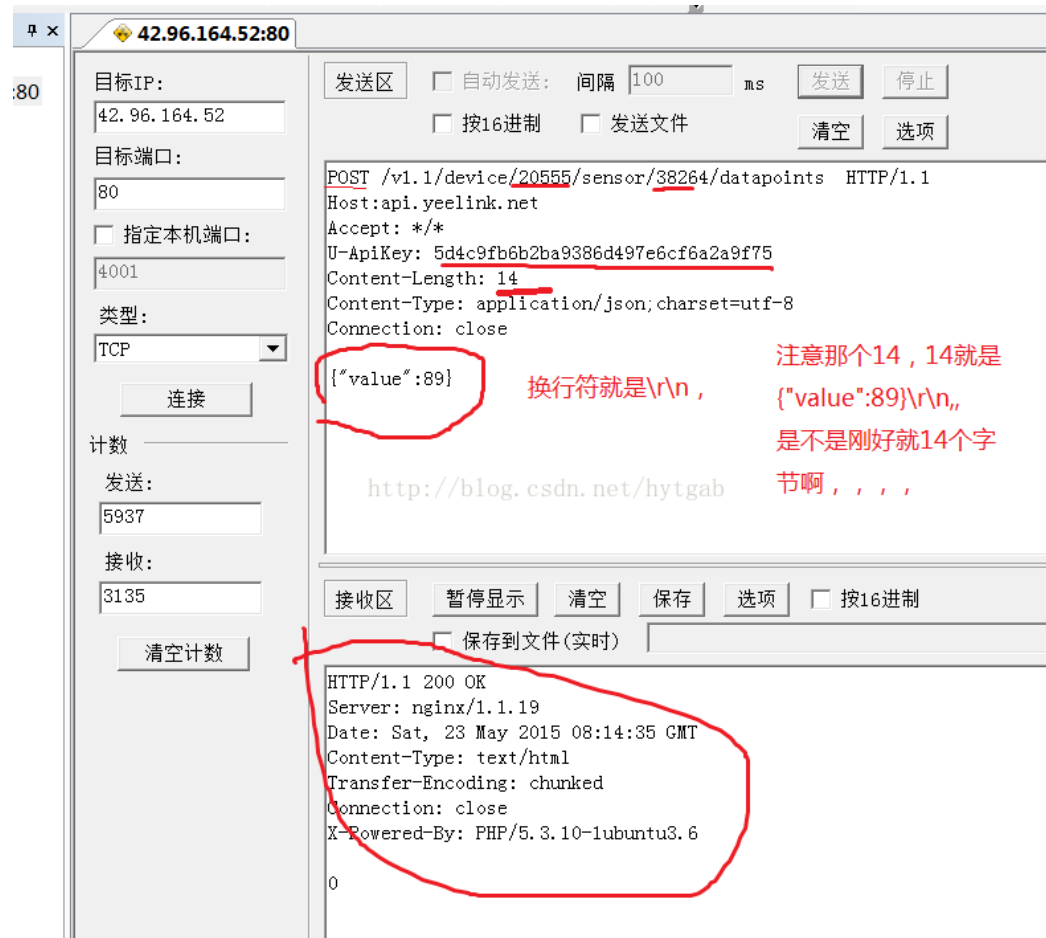 42.96.164.52:80
:80
目标IP:
42.96.164.52
目标端口:
80
指定本机端口:
4001
类型:
TCP
连接
计数
发送:
5937
接收:
3135
清空计数
发送区 自动发送: 间隔 100 ms 发送 停止
按16进制 发送文件 清空 选项
POST /v1.1/device/20555/sensor/38264/datapoints HTTP/1.1
Host:api.yeelink.net
Accept: */*
U-ApiKey: 5d4c9fb6b2ba9386d497e6cf6a2a9f75
Content-Length: 14
Content-Type: application/json;charset=utf-8
Connection: close
{"value":89}
换行符就是\r\n，
注意那个14，14就是
{"value":89}\r\n,,
是不是刚好就14个字
节啊，，，，
http://blog.csdn.net/hytgab
接收区 暂停显示 清空 保存 选项 按16进制
保存到文件(实时)
HTTP/1.1 200 OK
Server: nginx/1.1.19
Date: Sat, 23 May 2015 08:14:35 GMT
Content-Type: text/html
Transfer-Encoding: chunked
Connection: close
X-Powered-By: PHP/5.3.10-1ubuntu3.6
0